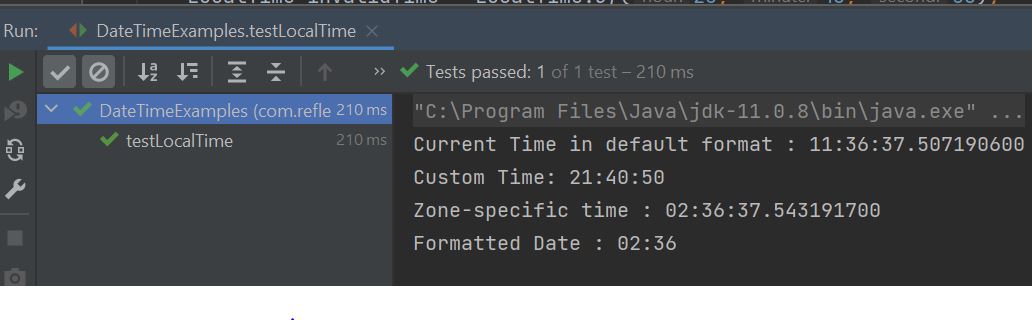 Run: DateTimeExamples.testLocalTime
Tests passed: 1 of 1 test – 210 ms
DateTimeExamples (com.refle 210 ms
testLocalTime 210 ms
"C:\Program Files\Java\jdk-11.0.8\bin\java.exe" ...
Current Time in default format : 11:36:37.507190600
Custom Time: 21:40:50
Zone-specific time : 02:36:37.543191700
Formatted Date : 02:36